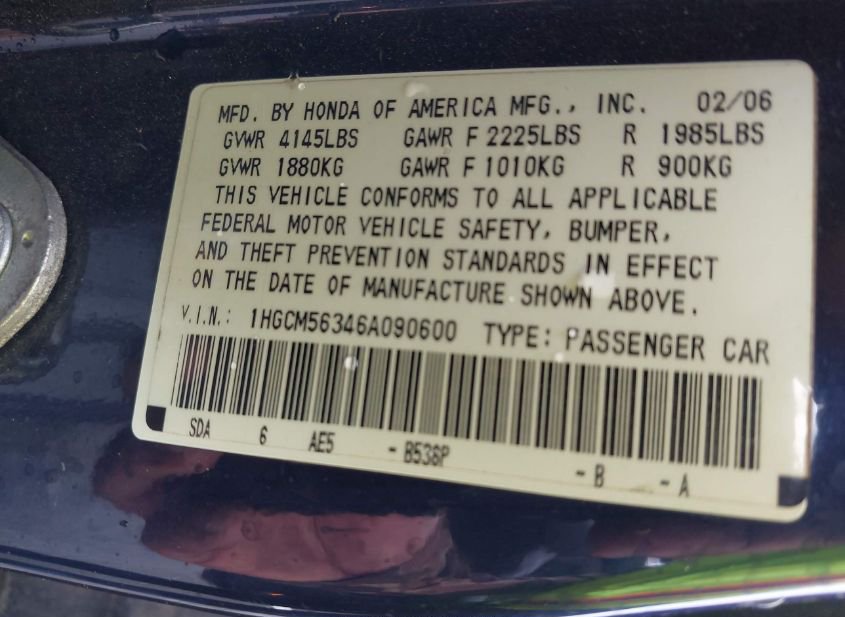 MFD. BY HONDA OF AMERICA MFG., INC. 02/06
GVWR 4145LBS GAWR F 2225LBS R 1985LBS
GVWR 1880KG GAWR F 1010KG R 900KG
THIS VEHICLE CONFORMS TO ALL APPLICABLE
FEDERAL MOTOR VEHICLE SAFETY, BUMPER,
AND THEFT PREVENTION STANDARDS IN EFFECT
ON THE DATE OF MANUFACTURE SHOWN ABOVE.
V.I.N.: 1HGCM56346A090600 TYPE: PASSENGER CAR
SDA 6 AE5 - B536P - B - A